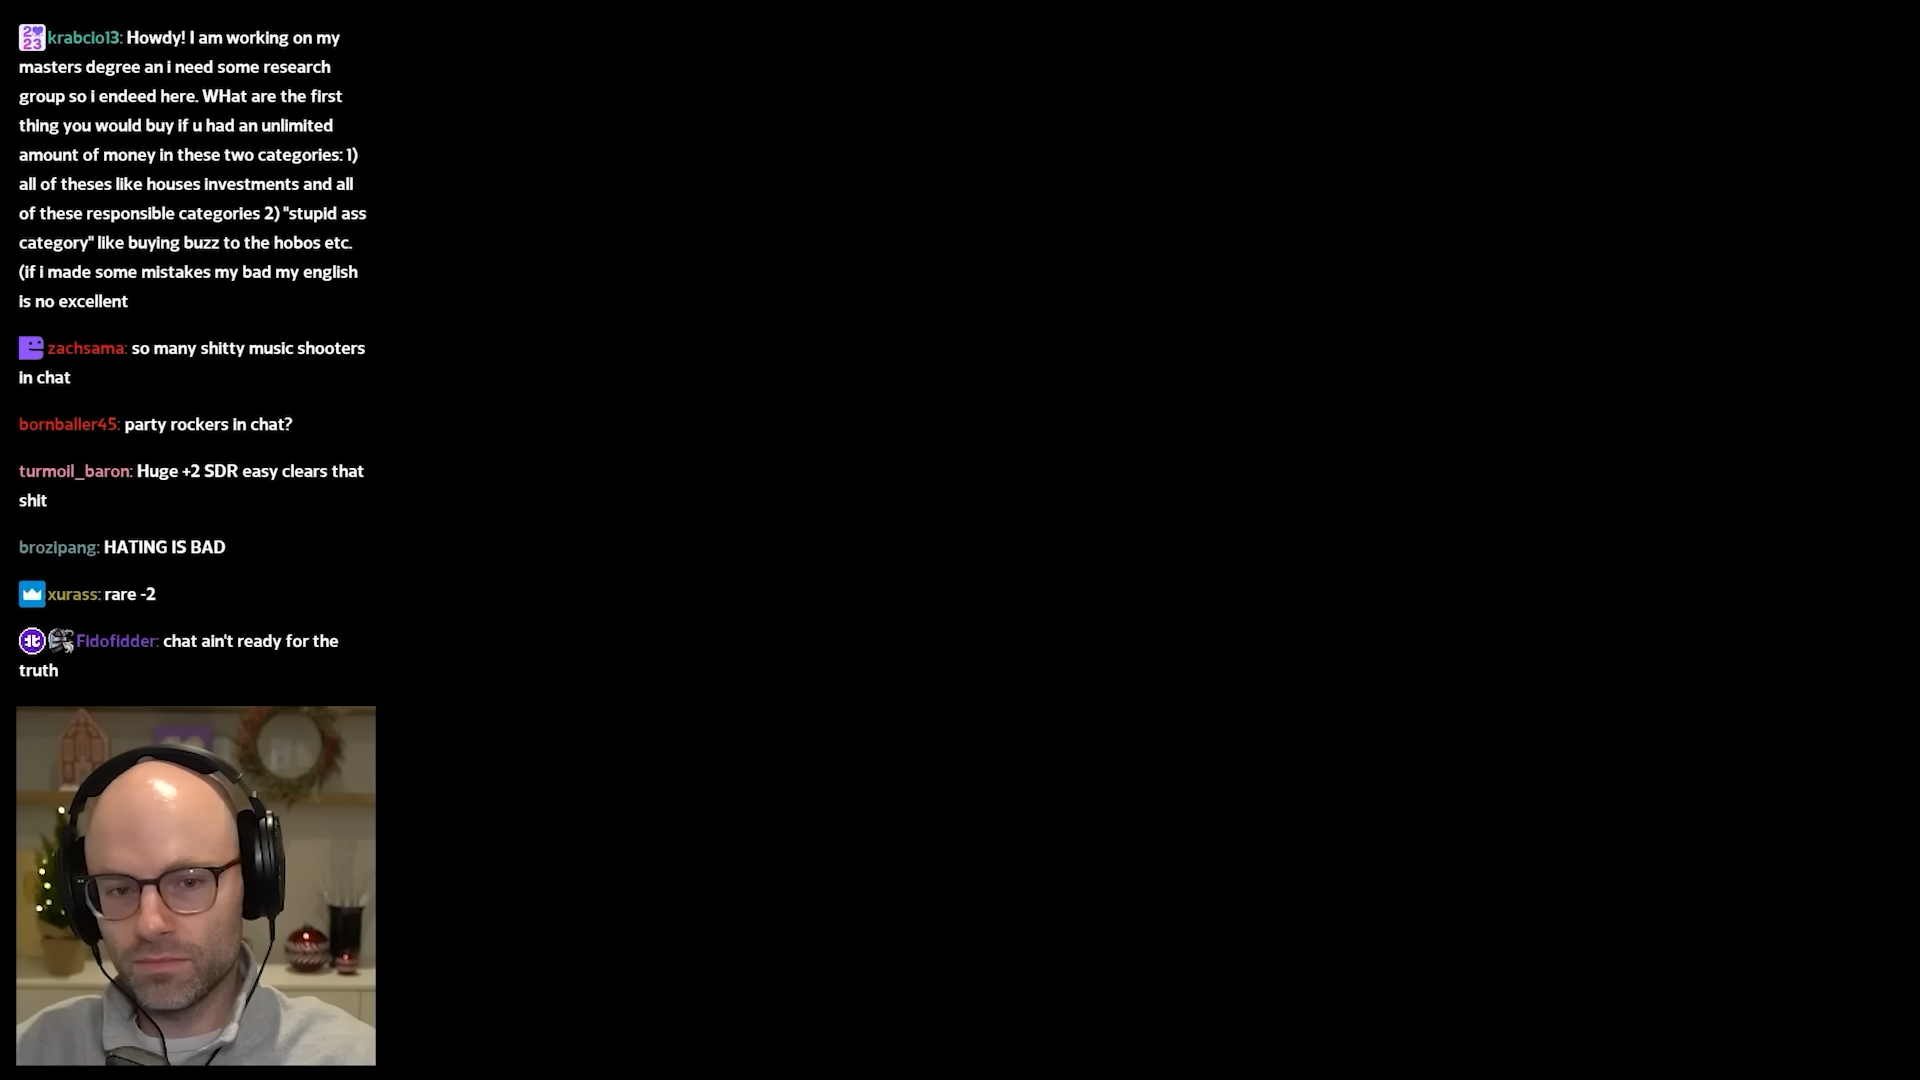 krabcio13: Howdy! I am working on my
masters degree an i need some research
group so i endeed here. WHat are the first
thing you would buy if u had an unlimited
amount of money in these two categories: 1)
all of theses like houses investments and all
of these responsible categories 2) "stupid ass
category" like buying buzz to the hobos etc.
(if i made some mistakes my bad my english
is no excellent
zachsama: so many shitty music shooters
in chat
bornballer45: party rockers in chat?
turmoil_baron: Huge +2 SDR easy clears that
shit
brozipang: HATING IS BAD
xurass: rare -2
Fidofidder: chat ain't ready for the
truth